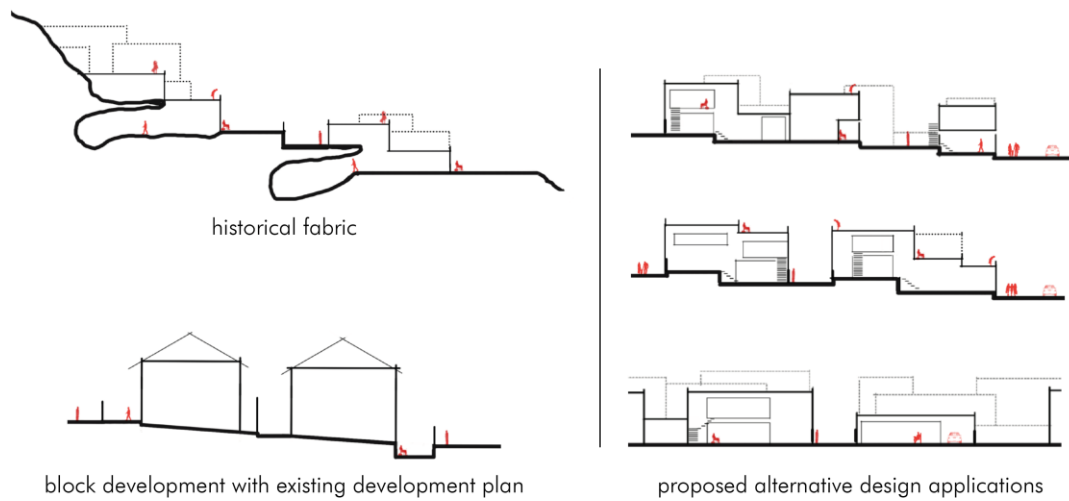 historical fabric
block development with existing development plan
proposed alternative design applications